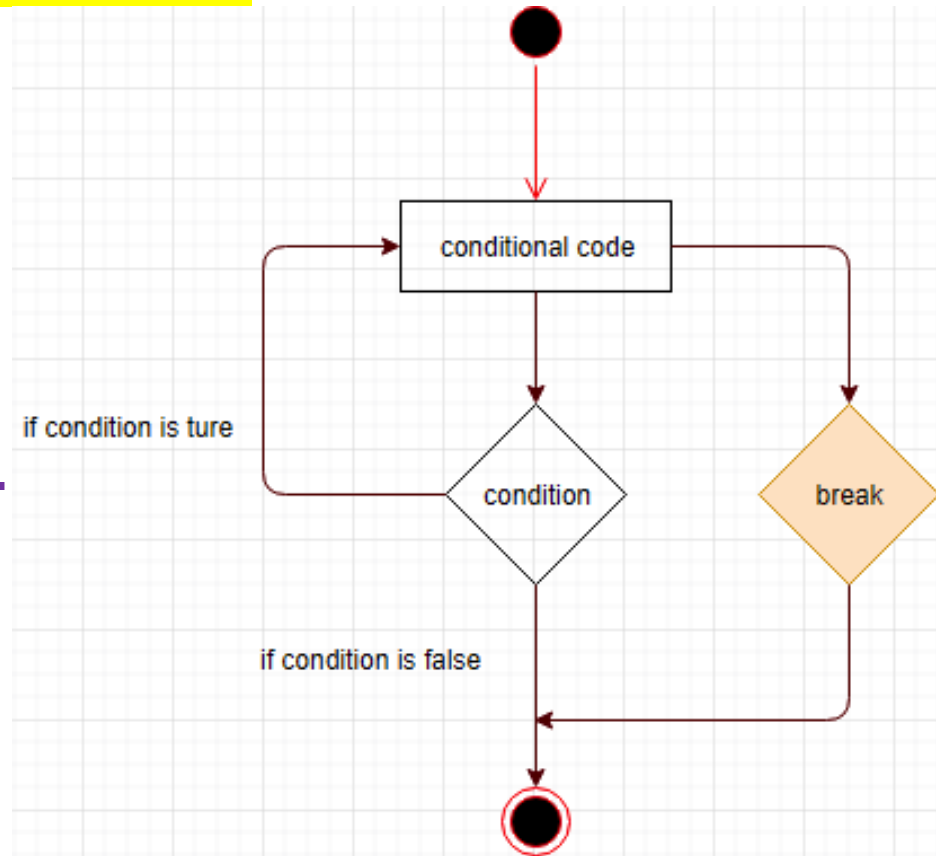 conditional code
if condition is ture
condition
break
if condition is false